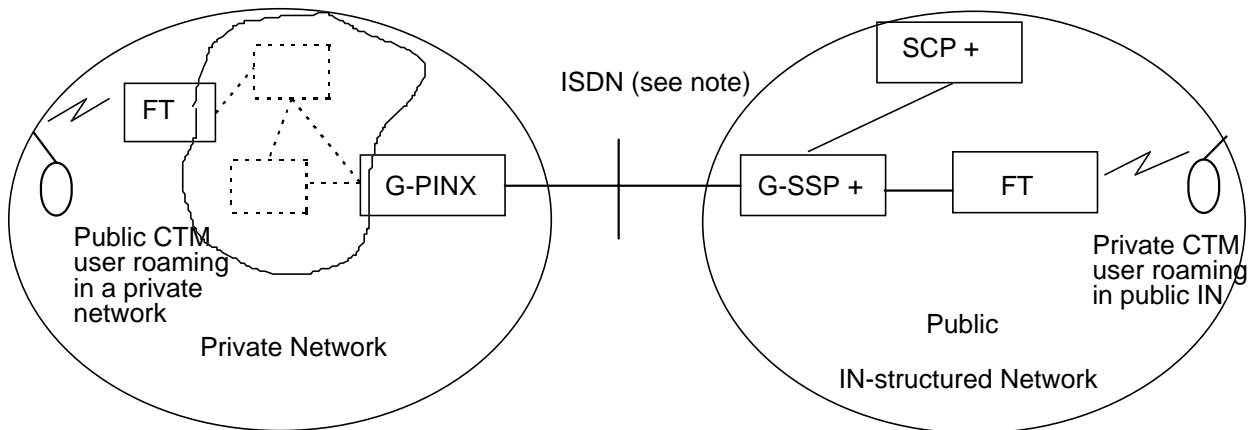 SCP +
ISDN (see note)
FT
G-PINX
G-SSP +
FT
Public CTM
user roaming
in a private
network
Private CTM
user roaming
in public IN
Private Network
Public
IN-structured Network